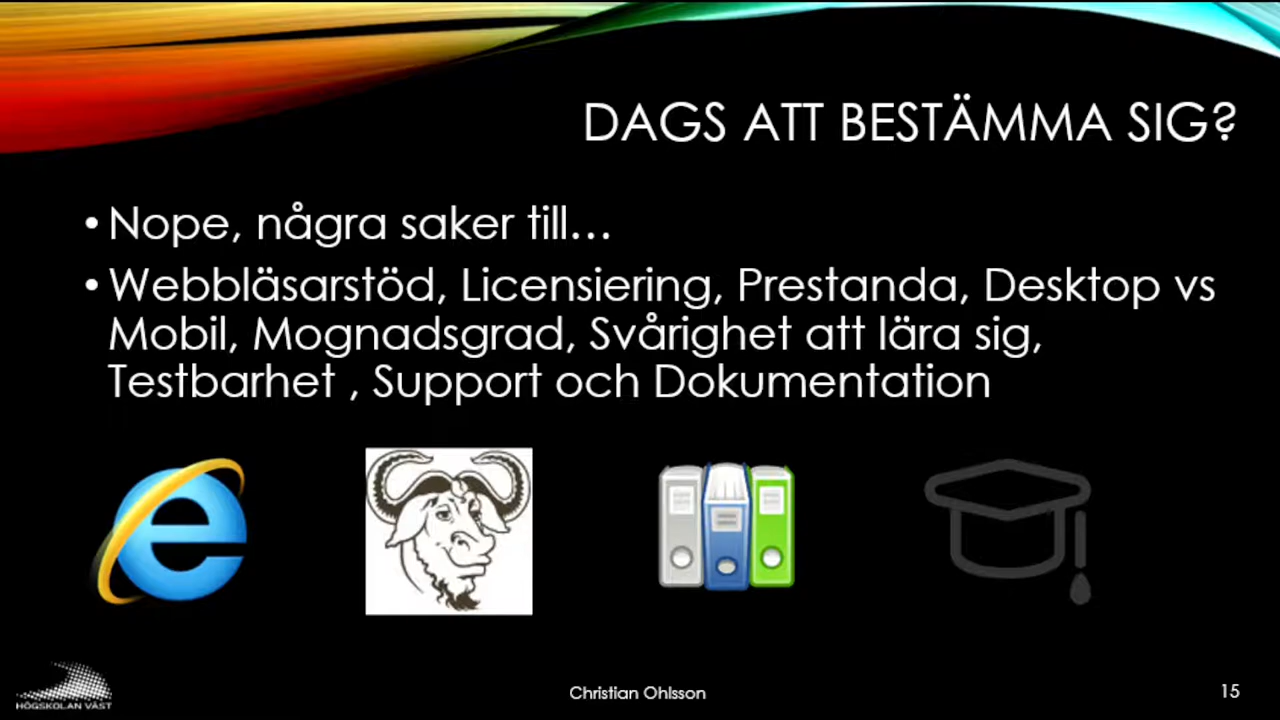 DAGS ATT BESTÄMMA SIG?
• Nope, några saker till…
• Webbläsarstöd, Licensiering, Prestanda, Desktop vs
Mobil, Mognadsgrad, Svårighet att lära sig,
Testbarhet , Support och Dokumentation
HÖGSKOLAN VÄST
Christian Ohlsson
15